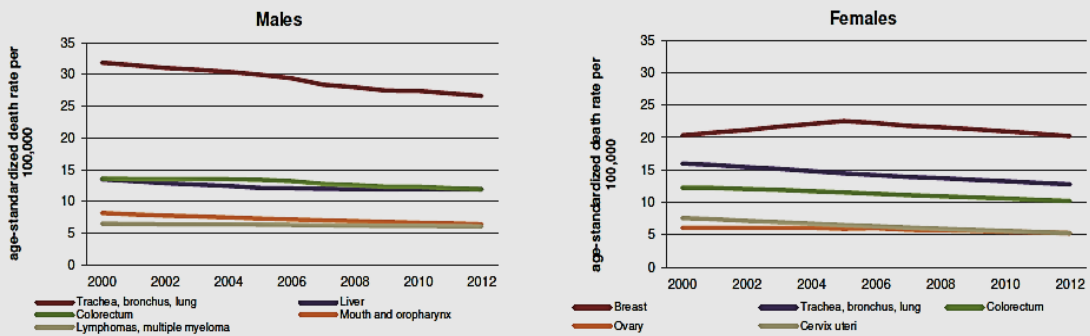 Males
age-standardized death rate per
100,000
35
30
25
20
15
10
5
0
2000 2002 2004 2006 2008 2010 2012
Trachea, bronchus, lung Liver
Colorectum Mouth and oropharynx
Lymphomas, multiple myeloma
Females
age-standardized death rate per
100,000
35
30
25
20
15
10
5
0
2000 2002 2004 2006 2008 2010 2012
Breast Trachea, bronchus, lung Colorectum
Ovary Cervix uteri